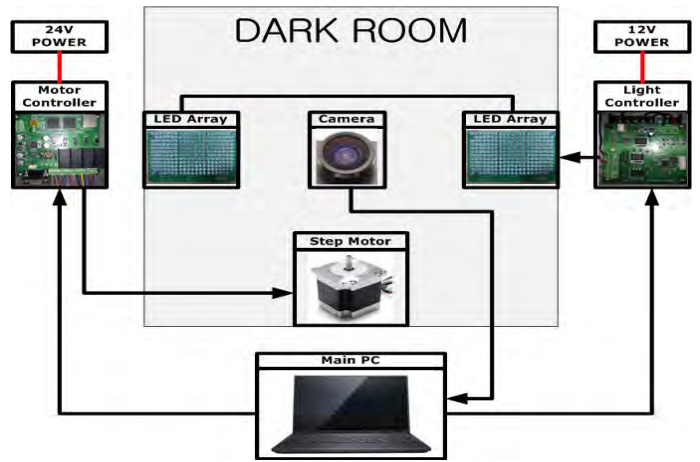 DARK ROOM
24V
POWER
12V
POWER
Motor
Controller
Light
Controller
LED Array
Camera
LED Array
Step Motor
Main PC